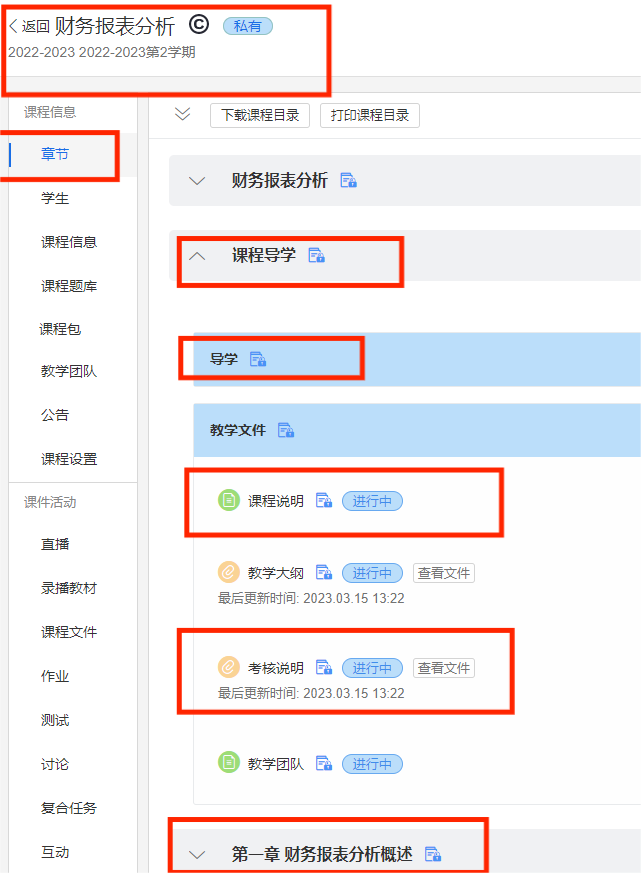 返回 财务报表分析 © 私有
2022-2023 2022-2023第2学期
课程信息
章节
学生
课程信息
课程题库
课程包
教学团队
公告
课程设置
课件活动
直播
录播教材
课程文件
作业
测试
讨论
复合任务
互动
下载课程目录 打印课程目录
财务报表分析
课程导学
导学
教学文件
课程说明 进行中
教学大纲 进行中 查看文件
最后更新时间: 2023.03.15 13:22
考核说明 进行中 查看文件
最后更新时间: 2023.03.15 13:22
教学团队 进行中
第一章 财务报表分析概述